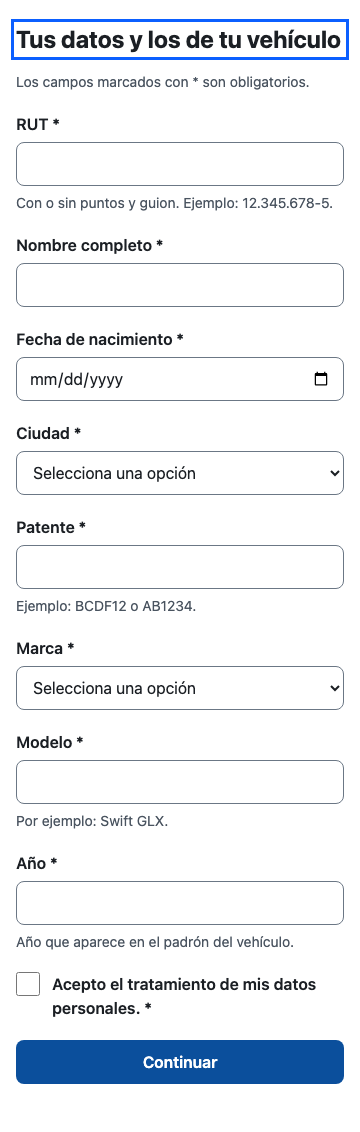 Tus datos y los de tu vehículo
Los campos marcados con * son obligatorios.
RUT *
Con o sin puntos y guion. Ejemplo: 12.345.678-5.
Nombre completo *
Fecha de nacimiento *
mm/dd/yyyy
Ciudad *
Selecciona una opción
Patente *
Ejemplo: BCDF12 o AB1234.
Marca *
Selecciona una opción
Modelo *
Por ejemplo: Swift GLX.
Año *
Año que aparece en el padrón del vehículo.
Acepto el tratamiento de mis datos
personales. *
Continuar